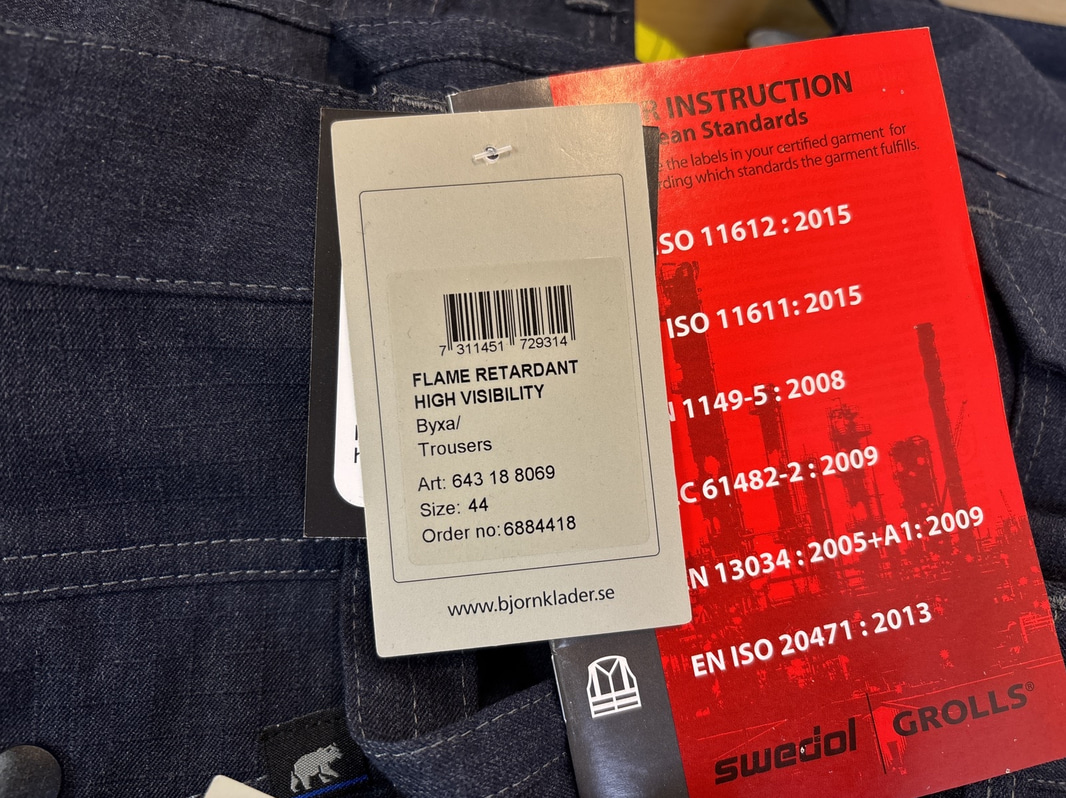 7 311451 729314
FLAME RETARDANT
HIGH VISIBILITY
Byxa/
Trousers
Art: 643 18 8069
Size: 44
Order no: 6884418
www.bjornklader.se
R INSTRUCTION
ean Standards
e the labels in your certified garment for
rding which standards the garment fulfills.
ISO 11612 : 2015
ISO 11611: 2015
N 1149-5 : 2008
C 61482-2 : 2009
EN 13034 : 2005+A1: 2009
EN ISO 20471 : 2013
swedol GROLLS®